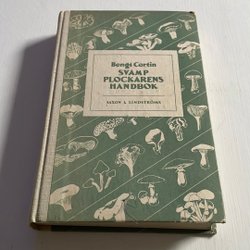 Bengt Cortin
SVAMP
PLOCKARENS
HANDBOK
SAXON & LINDSTRÖMS